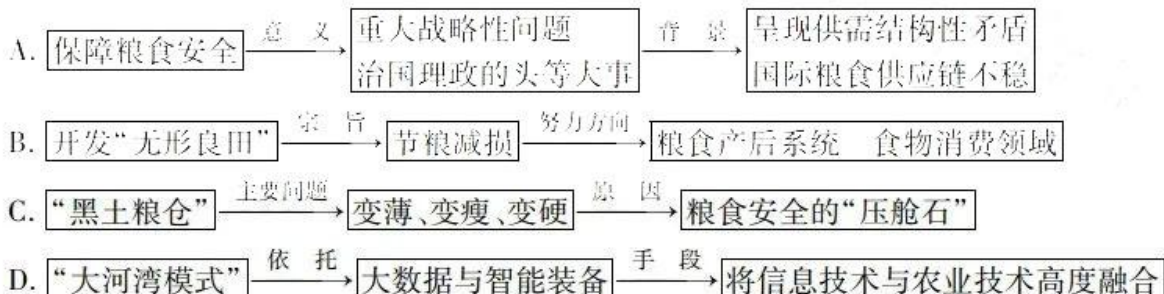 A. 保障粮食安全 意 义 重大战略性问题 背 景 呈现供需结构性矛盾
治国理政的头等大事 国际粮食供应链不稳
B. 开发“无形良田” 宗 旨 节粮减损 努力方向 粮食产后系统 食物消费领域
C. “黑土粮仓” 主要问题 变薄、变瘦、变硬 原 因 粮食安全的“压舱石”
D. “大河湾模式” 依 托 大数据与智能装备 手 段 将信息技术与农业技术高度融合